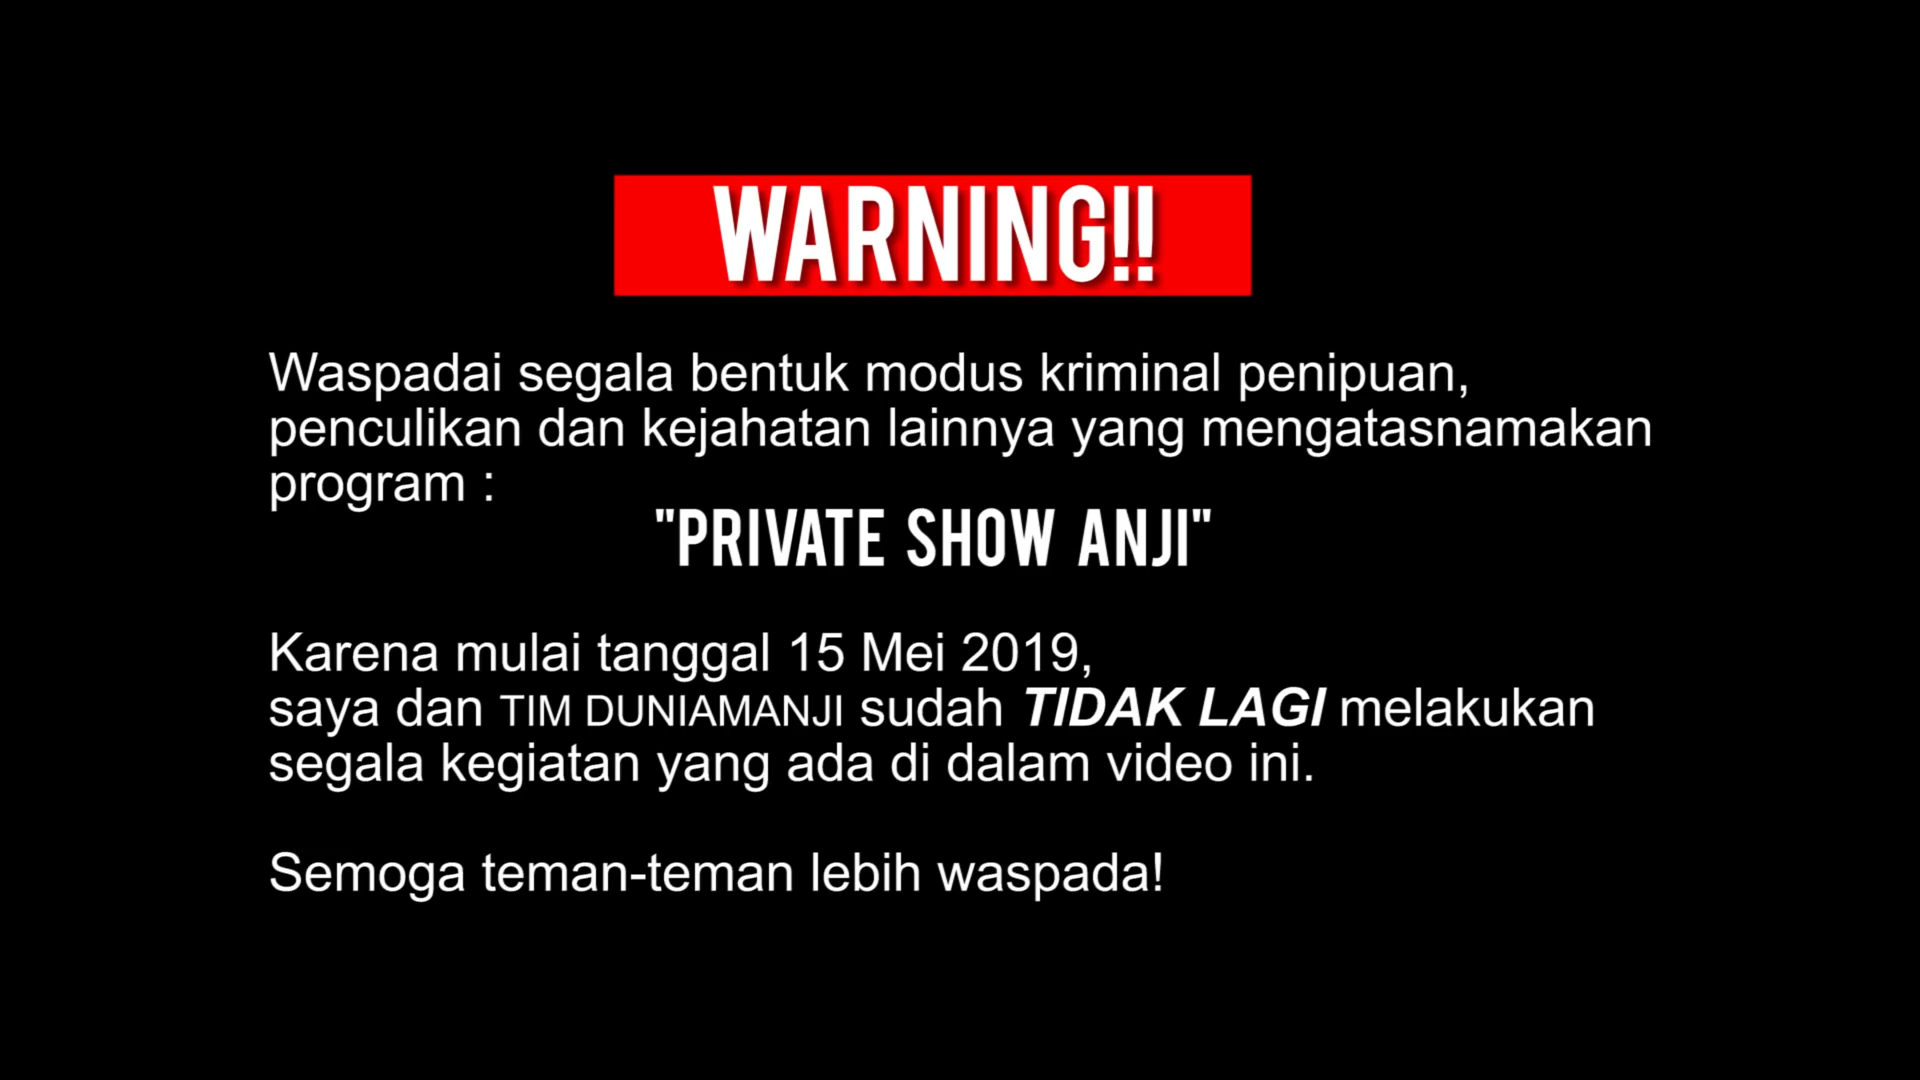 WARNING!!
Waspadai segala bentuk modus kriminal penipuan,
penculikan dan kejahatan lainnya yang mengatasnamakan
program :
"PRIVATE SHOW ANJI"
Karena mulai tanggal 15 Mei 2019,
saya dan TIM DUNIAMANJI sudah TIDAK LAGI melakukan
segala kegiatan yang ada di dalam video ini.
Semoga teman-teman lebih waspada!